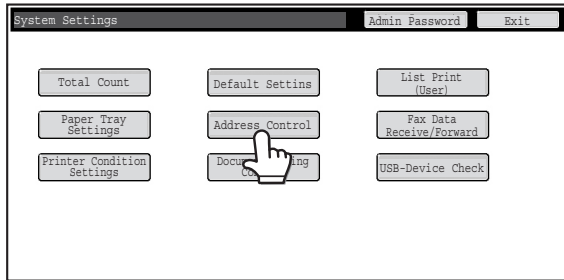 System Settings Admin Password Exit
Total Count Default Settins List Print
(User)
Paper Tray
Settings
Address Control
Fax Data
Receive/Forward
Printer Condition
Settings
USB-Device Check